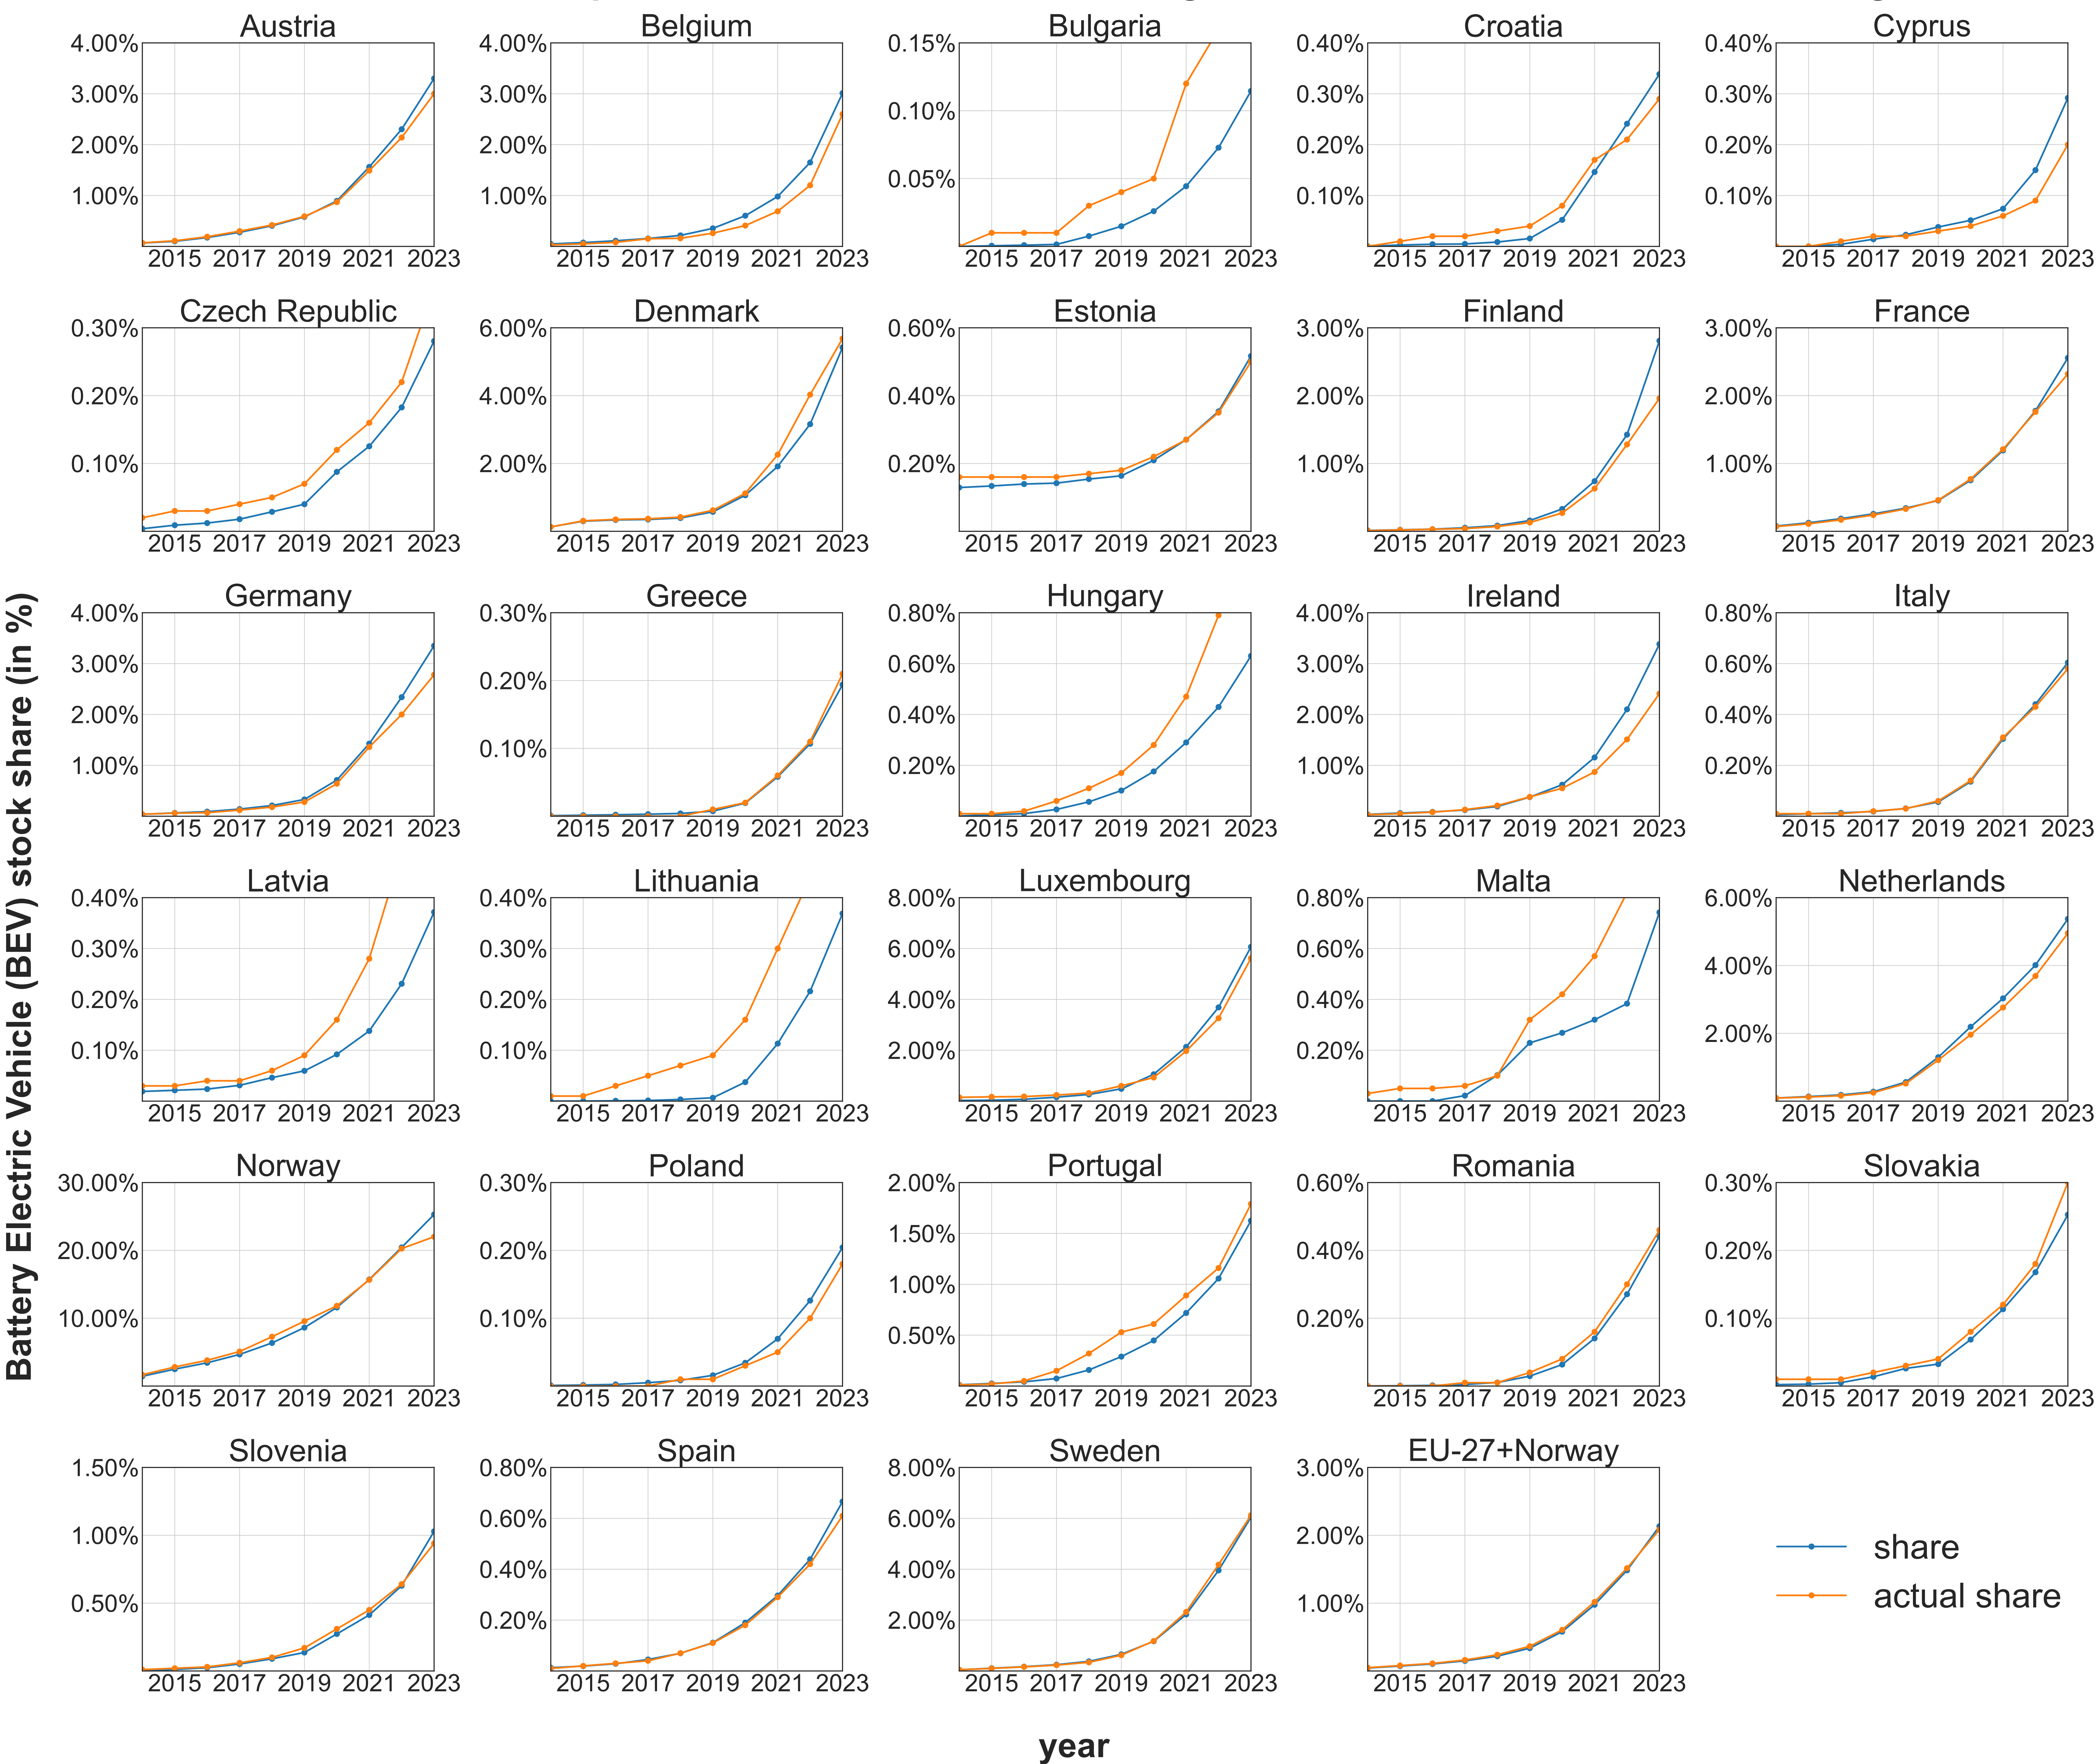 Austria Belgium Bulgaria Croatia Cyprus
4.00% 4.00% 0.15% 0.40% 0.40%
3.00% 3.00% 0.10% 0.30% 0.30%
2.00% 2.00% 0.05% 0.20% 0.20%
1.00% 1.00% 0.10% 0.10%
2015 2017 2019 2021 2023 2015 2017 2019 2021 2023 2015 2017 2019 2021 2023 2015 2017 2019 2021 2023 2015 2017 2019 2021 2023
Czech Republic Denmark Estonia Finland France
0.30% 6.00% 0.60% 3.00% 3.00%
0.20% 4.00% 0.40% 2.00% 2.00%
0.10% 2.00% 0.20% 1.00% 1.00%
2015 2017 2019 2021 2023 2015 2017 2019 2021 2023 2015 2017 2019 2021 2023 2015 2017 2019 2021 2023 2015 2017 2019 2021 2023
Battery Electric Vehicle (BEV) stock share (in %)
Germany Greece Hungary Ireland Italy
4.00% 0.30% 0.80% 4.00% 0.80%
3.00% 0.20% 0.60% 3.00% 0.60%
2.00% 0.10% 0.40% 2.00% 0.40%
1.00% 0.20% 1.00% 0.20%
2015 2017 2019 2021 2023 2015 2017 2019 2021 2023 2015 2017 2019 2021 2023 2015 2017 2019 2021 2023 2015 2017 2019 2021 2023
Latvia Lithuania Luxembourg Malta Netherlands
0.40% 0.40% 8.00% 0.80% 6.00%
0.30% 0.30% 6.00% 0.60% 4.00%
0.20% 0.20% 4.00% 0.40% 2.00%
0.10% 0.10% 2.00% 0.20%
2015 2017 2019 2021 2023 2015 2017 2019 2021 2023 2015 2017 2019 2021 2023 2015 2017 2019 2021 2023 2015 2017 2019 2021 2023
Norway Poland Portugal Romania Slovakia
30.00% 0.30% 2.00% 0.60% 0.30%
20.00% 0.20% 1.50% 0.40% 0.20%
10.00% 0.10% 1.00% 0.20% 0.10%
0.50%
2015 2017 2019 2021 2023 2015 2017 2019 2021 2023 2015 2017 2019 2021 2023 2015 2017 2019 2021 2023 2015 2017 2019 2021 2023
Slovenia Spain Sweden EU-27+Norway
1.50% 0.80% 8.00% 3.00%
1.00% 0.60% 6.00% 2.00%
0.50% 0.40% 4.00% 1.00%
0.20% 2.00%
share
actual share
2015 2017 2019 2021 2023 2015 2017 2019 2021 2023 2015 2017 2019 2021 2023 2015 2017 2019 2021 2023
year